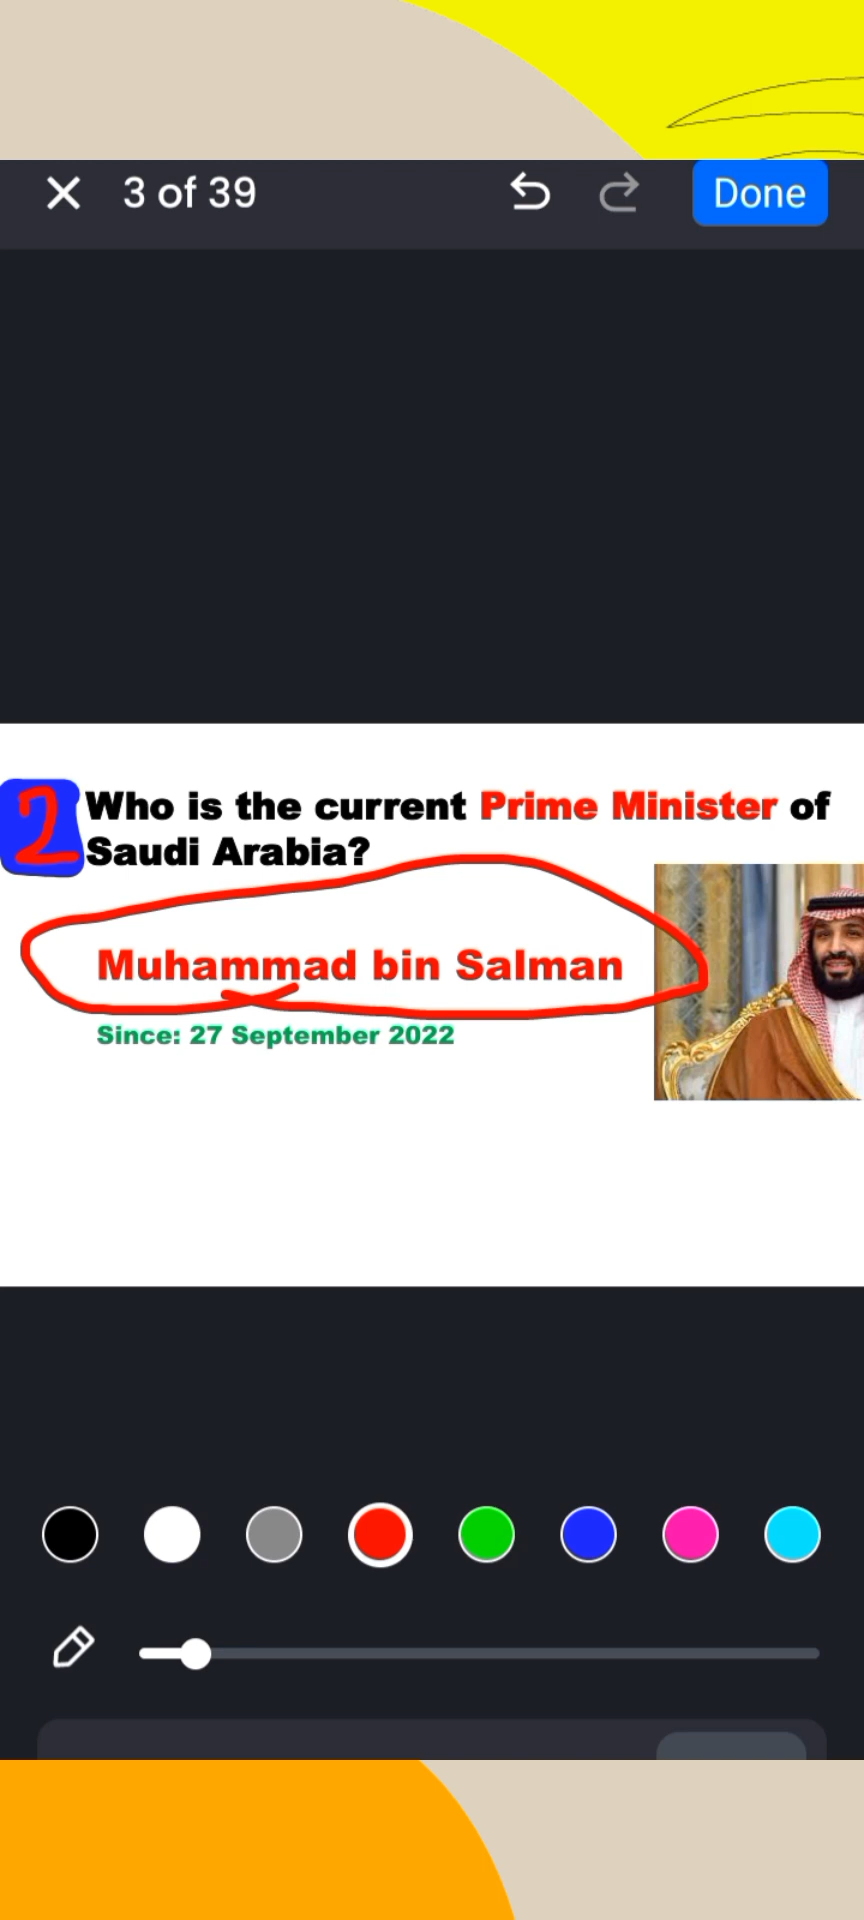 3 of 39
Done
2
Who is the current Prime Minister of
Saudi Arabia?
Muhammad bin Salman
Since: 27 September 2022